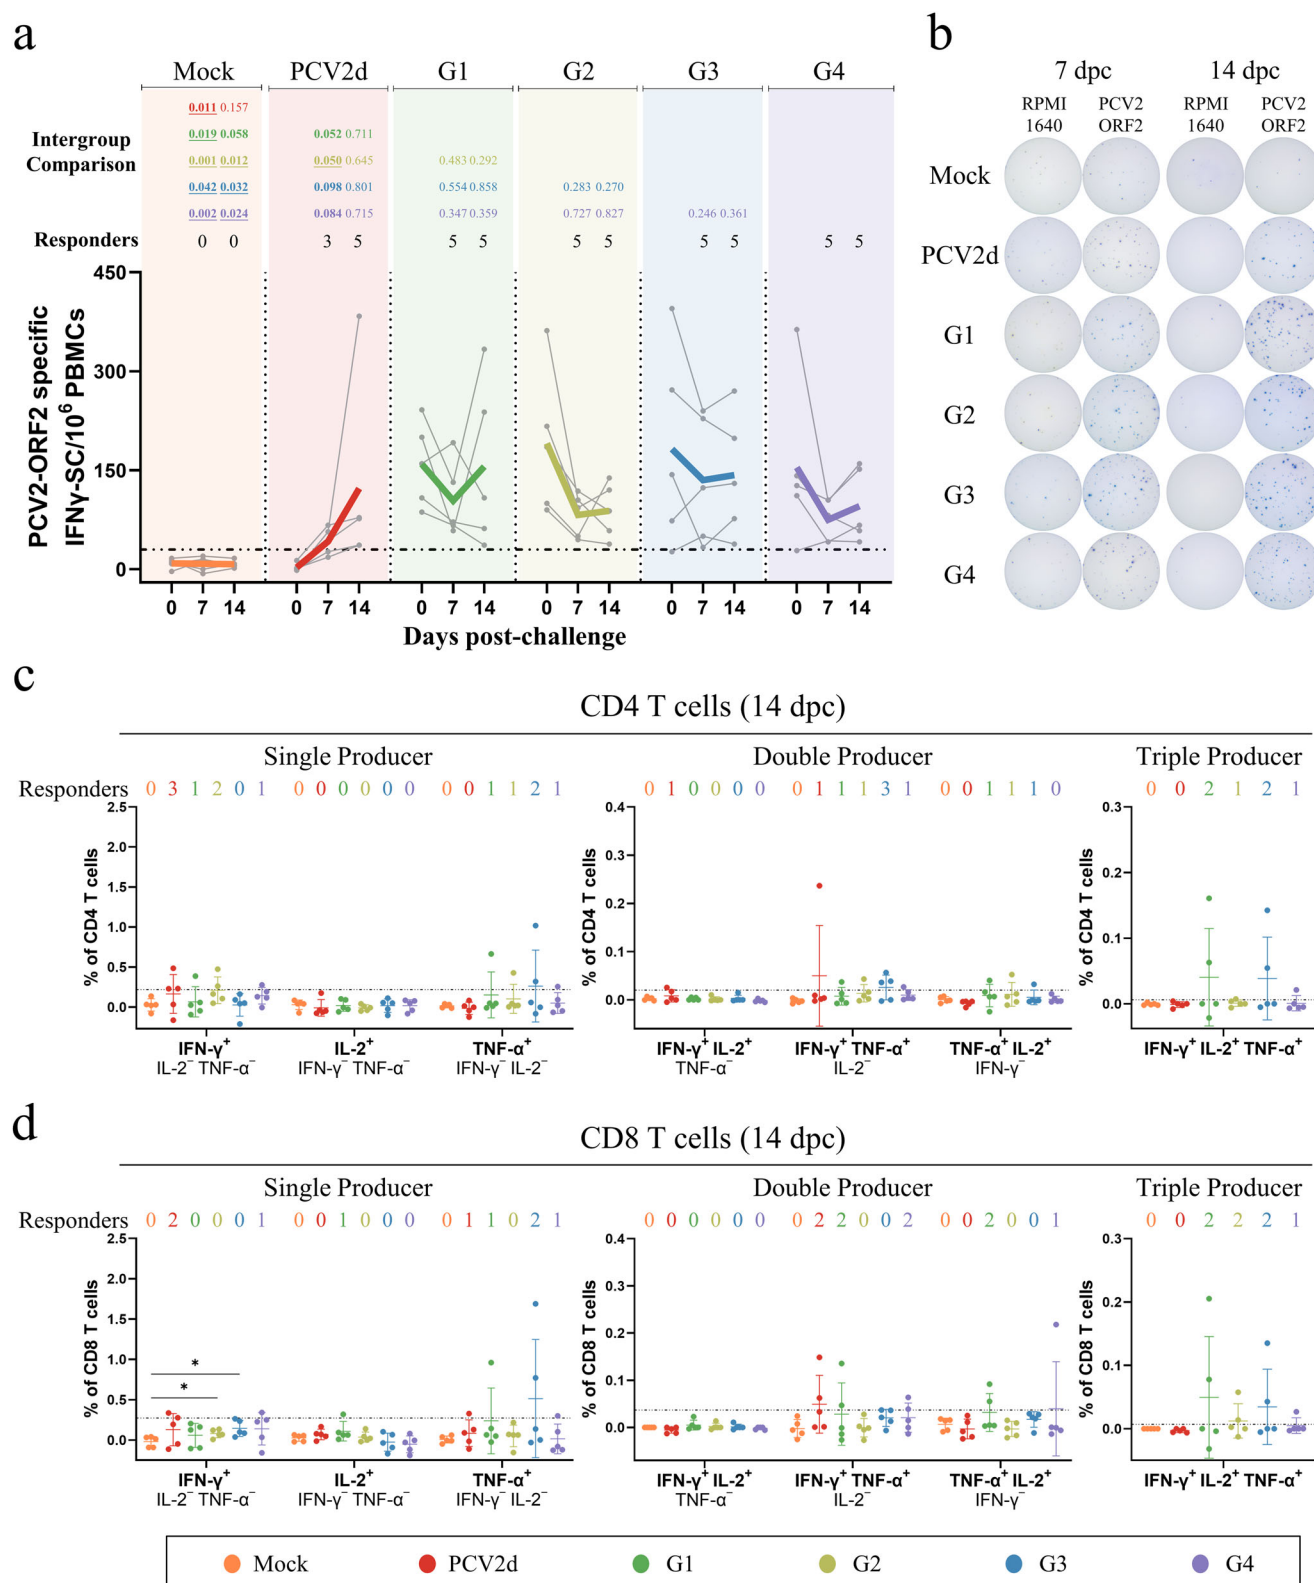 a
Mock PCV2d G1 G2 G3 G4
Intergroup
Comparison
0.011 0.157
0.019 0.058 0.052 0.711
0.001 0.012 0.050 0.645 0.483 0.292
0.042 0.032 0.098 0.801 0.554 0.858 0.283 0.270
0.002 0.024 0.084 0.715 0.347 0.359 0.727 0.827 0.246 0.361
Responders 0 0 3 5 5 5 5 5 5 5 5 5
PCV2-ORF2 specific
IFNγ-SC/10⁶ PBMCs
450
300
150
0
0 7 14 0 7 14 0 7 14 0 7 14 0 7 14 0 7 14
Days post-challenge
b
7 dpc 14 dpc
RPMI PCV2 RPMI PCV2
1640 ORF2 1640 ORF2
Mock
PCV2d
G1
G2
G3
G4
c
CD4 T cells (14 dpc)
Single Producer Double Producer Triple Producer
Responders 0 3 1 2 0 1 0 0 0 0 0 0 0 0 1 1 2 1 0 1 0 0 0 0 0 1 1 1 3 1 0 0 1 1 1 0 0 0 2 1 2 1
% of CD4 T cells
2.5
2.0
1.5
1.0
0.5
0.0
% of CD4 T cells
0.4
0.3
0.2
0.1
0.0
% of CD4 T cells
0.3
0.2
0.1
0.0
IFN-γ⁺ IL-2⁺ TNF-α⁺ IFN-γ⁺ IL-2⁺ IFN-γ⁺ TNF-α⁺ TNF-α⁺ IL-2⁺ IFN-γ⁺ IL-2⁺ TNF-α⁺
IL-2⁻ TNF-α⁻ IFN-γ⁻ TNF-α⁻ IFN-γ⁻ IL-2⁻ TNF-α⁻ IL-2⁻ IFN-γ⁻
d
CD8 T cells (14 dpc)
Single Producer Double Producer Triple Producer
Responders 0 2 0 0 0 1 0 0 1 0 0 0 0 1 1 0 2 1 0 0 0 0 0 0 0 2 2 0 0 2 0 0 2 0 0 1 0 0 2 2 2 1
% of CD8 T cells
2.5
2.0
1.5
1.0
0.5
0.0
*
*
% of CD8 T cells
0.4
0.3
0.2
0.1
0.0
% of CD8 T cells
0.3
0.2
0.1
0.0
IFN-γ⁺ IL-2⁺ TNF-α⁺ IFN-γ⁺ IL-2⁺ IFN-γ⁺ TNF-α⁺ TNF-α⁺ IL-2⁺ IFN-γ⁺ IL-2⁺ TNF-α⁺
IL-2⁻ TNF-α⁻ IFN-γ⁻ TNF-α⁻ IFN-γ⁻ IL-2⁻ TNF-α⁻ IL-2⁻ IFN-γ⁻
Mock PCV2d G1 G2 G3 G4